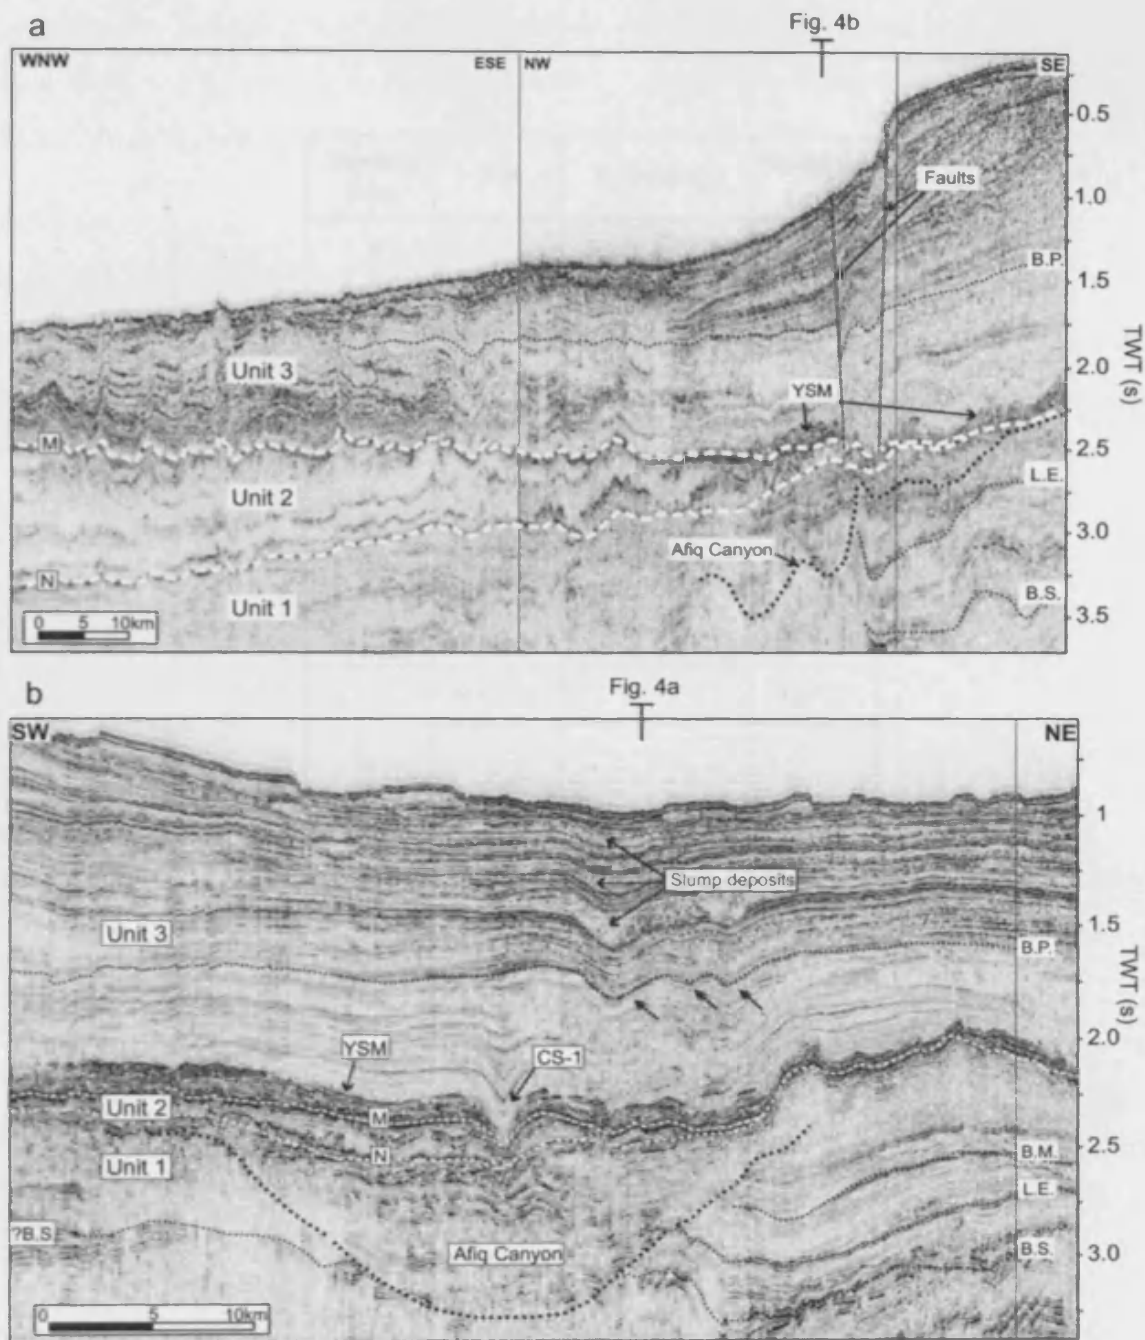 a
Fig. 4b
WNW
ESE
NW
SE
0.5
Faults
1.0
B.P.
1.5
Unit 3
2.0
TWT (s)
YSM
M
2.5
Unit 2
L.E.
3.0
Afiq Canyon
N
Unit 1
B.S.
3.5
0 5 10km
b
Fig. 4a
SW
NE
1
Slump deposits
1.5
Unit 3
B.P.
TWT (s)
2.0
YSM
CS-1
Unit 2
M
N
2.5
Unit 1
B.M.
L.E.
?B.S.
B.S.
Afiq Canyon
3.0
0 5 10km